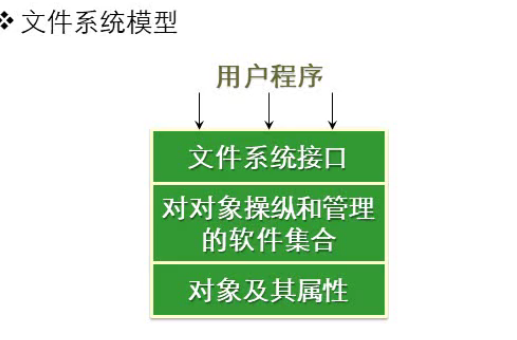 ❖ 文件系统模型
用户程序
文件系统接口
对对象操纵和管理
的软件集合
对象及其属性